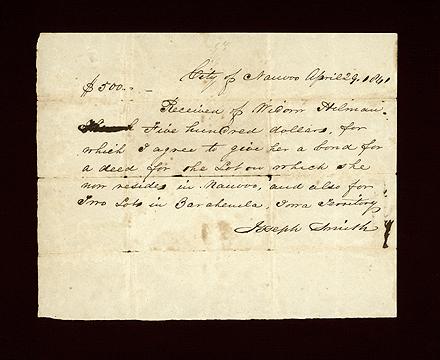 City of Nauvoo April 29, 1841
$500..
Received of Widow Hilman
Five hundred dollars, for
which I agree to give her a bond for
a deed for the Lot on which she
now resides in Nauvoo, and also for
Two Lots in Zarahemla, Iowa Territory
Joseph Smith